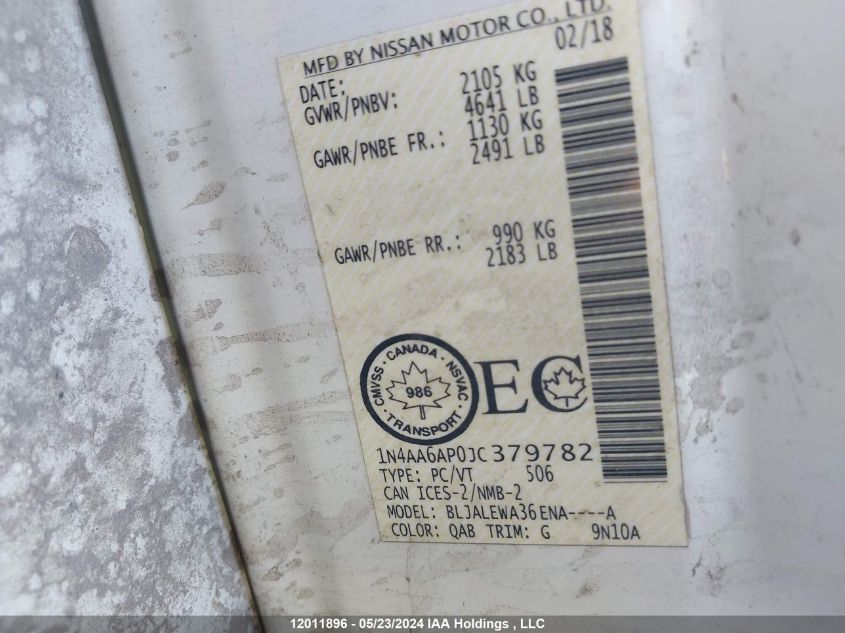 MFD BY NISSAN MOTOR CO., LTD.
DATE: 02/18
GVWR/PNBV: 2105 KG
4641 LB
GAWR/PNBE FR.: 1130 KG
2491 LB
GAWR/PNBE RR.: 990 KG
2183 LB
CMVSS · CANADA · NSVAC
986
· TRANSPORT ·
EC
1N4AA6AP0JC379782
TYPE: PC/VT 506
CAN ICES-2/NMB-2
MODEL: BLJALEWA36ENA----A
COLOR: QAB TRIM: G 9N10A
12011896 - 05/23/2024 IAA Holdings , LLC